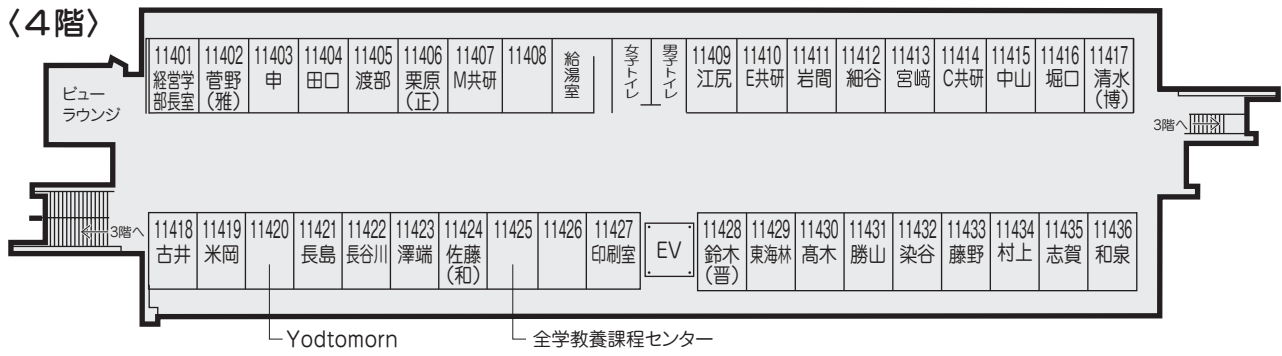 〈4階〉
ビュー
ラウンジ
11401
経営学
部長室
11402
菅野
(雅)
11403
申
11404
田口
11405
渡部
11406
栗原
(正)
11407
M共研
11408
給湯室
女子トイレ
男子トイレ
11409
江尻
11410
E共研
11411
岩間
11412
細谷
11413
宮﨑
11414
C共研
11415
中山
11416
堀口
11417
清水
(博)
3階へ
3階へ
11418
古井
11419
米岡
11420
11421
長島
11422
長谷川
11423
澤端
11424
佐藤
(和)
11425
11426
11427
印刷室
EV
11428
鈴木
(晋)
11429
東海林
11430
髙木
11431
勝山
11432
染谷
11433
藤野
11434
村上
11435
志賀
11436
和泉
Yodtomorn
全学教養課程センター